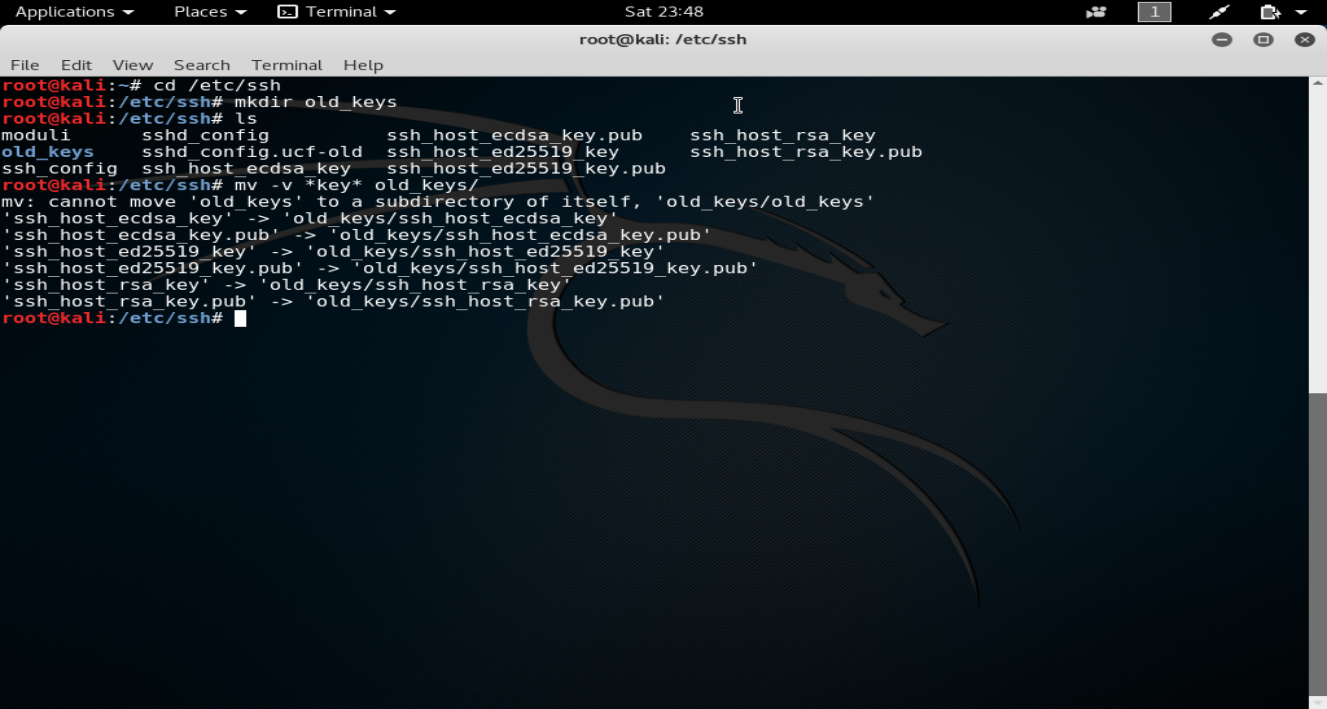 Applications Places Terminal Sat 23:48 1
root@kali: /etc/ssh
File Edit View Search Terminal Help
root@kali:~# cd /etc/ssh
root@kali:/etc/ssh# mkdir old_keys
root@kali:/etc/ssh# ls
moduli      sshd_config          ssh_host_ecdsa_key.pub    ssh_host_rsa_key
old_keys    sshd_config.ucf-old  ssh_host_ed25519_key      ssh_host_rsa_key.pub
ssh_config  ssh_host_ecdsa_key   ssh_host_ed25519_key.pub
root@kali:/etc/ssh# mv -v *key* old_keys/
mv: cannot move 'old_keys' to a subdirectory of itself, 'old_keys/old_keys'
'ssh_host_ecdsa_key' -> 'old_keys/ssh_host_ecdsa_key'
'ssh_host_ecdsa_key.pub' -> 'old_keys/ssh_host_ecdsa_key.pub'
'ssh_host_ed25519_key' -> 'old_keys/ssh_host_ed25519_key'
'ssh_host_ed25519_key.pub' -> 'old_keys/ssh_host_ed25519_key.pub'
'ssh_host_rsa_key' -> 'old_keys/ssh_host_rsa_key'
'ssh_host_rsa_key.pub' -> 'old_keys/ssh_host_rsa_key.pub'
root@kali:/etc/ssh#